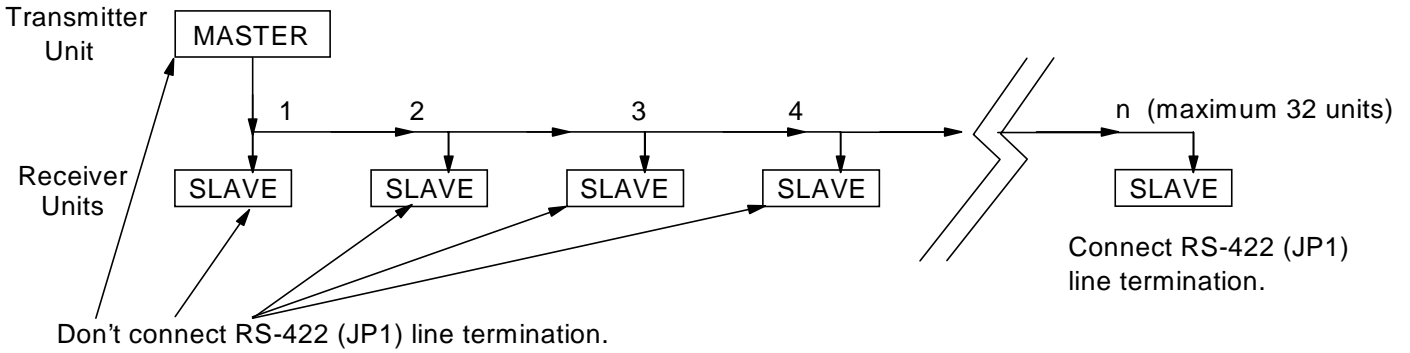 Transmitter
Unit
MASTER
1
2
3
4
n (maximum 32 units)
Receiver
Units
SLAVE
SLAVE
SLAVE
SLAVE
SLAVE
Connect RS-422 (JP1)
line termination.
Don't connect RS-422 (JP1) line termination.